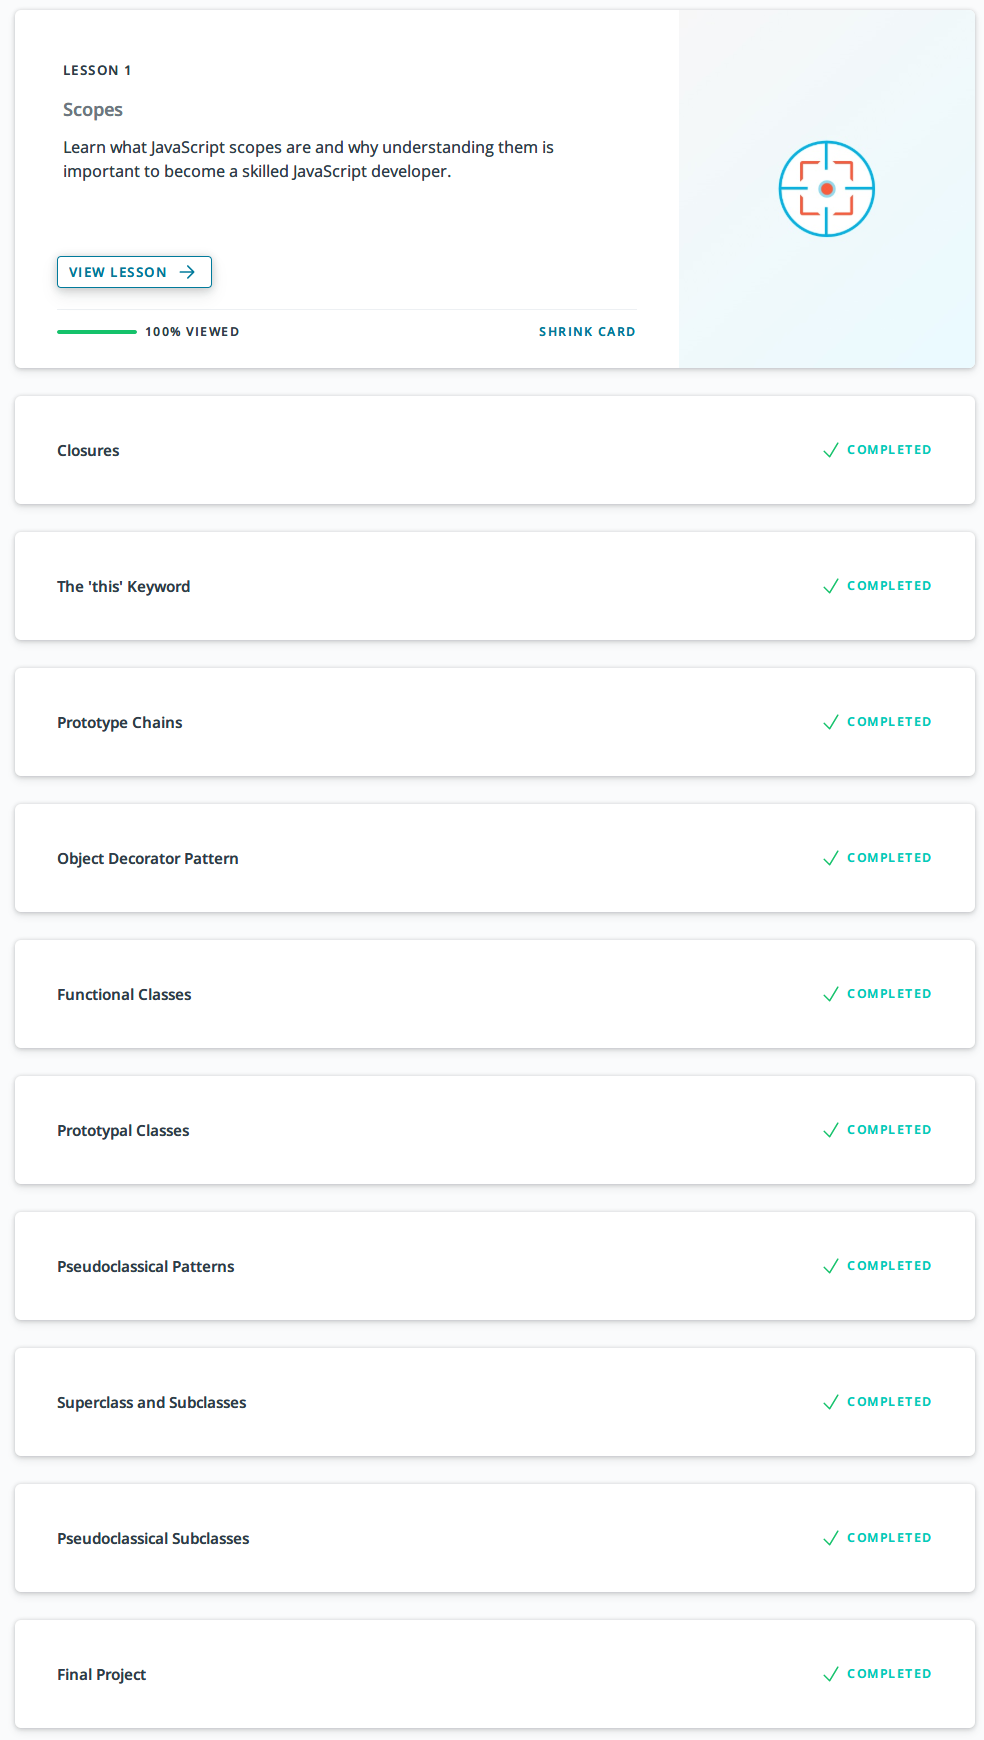 LESSON 1
Scopes
Learn what JavaScript scopes are and why understanding them is
important to become a skilled JavaScript developer.
VIEW LESSON
100% VIEWED
SHRINK CARD
Closures
COMPLETED
The 'this' Keyword
COMPLETED
Prototype Chains
COMPLETED
Object Decorator Pattern
COMPLETED
Functional Classes
COMPLETED
Prototypal Classes
COMPLETED
Pseudoclassical Patterns
COMPLETED
Superclass and Subclasses
COMPLETED
Pseudoclassical Subclasses
COMPLETED
Final Project
COMPLETED